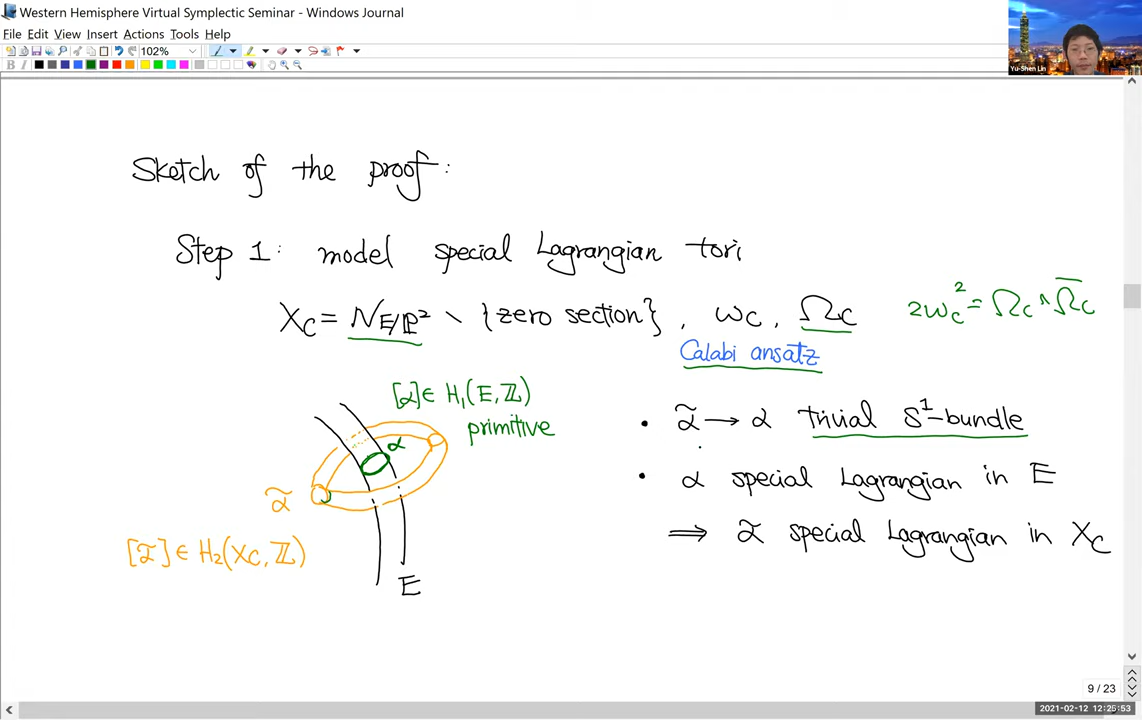 Western Hemisphere Virtual Symplectic Seminar - Windows Journal
File Edit View Insert Actions Tools Help
102%
B I
Yu-Shen Lin
Sketch of the proof:
Step 1: model special Lagrangian tori
X_C = N_{E/ℙ²} \ {zero section}, ω_C, Ω_C
2ω_C² = Ω_C ∧ Ω̄_C
Calabi ansatz
[α] ∈ H₁(E, ℤ)
primitive
α
α̃
[α̃] ∈ H₂(X_C, ℤ)
E
• α̃ → α trivial S¹-bundle
• α special Lagrangian in E
⟹ α̃ special Lagrangian in X_C
9 / 23
2021-02-12 12:25:53